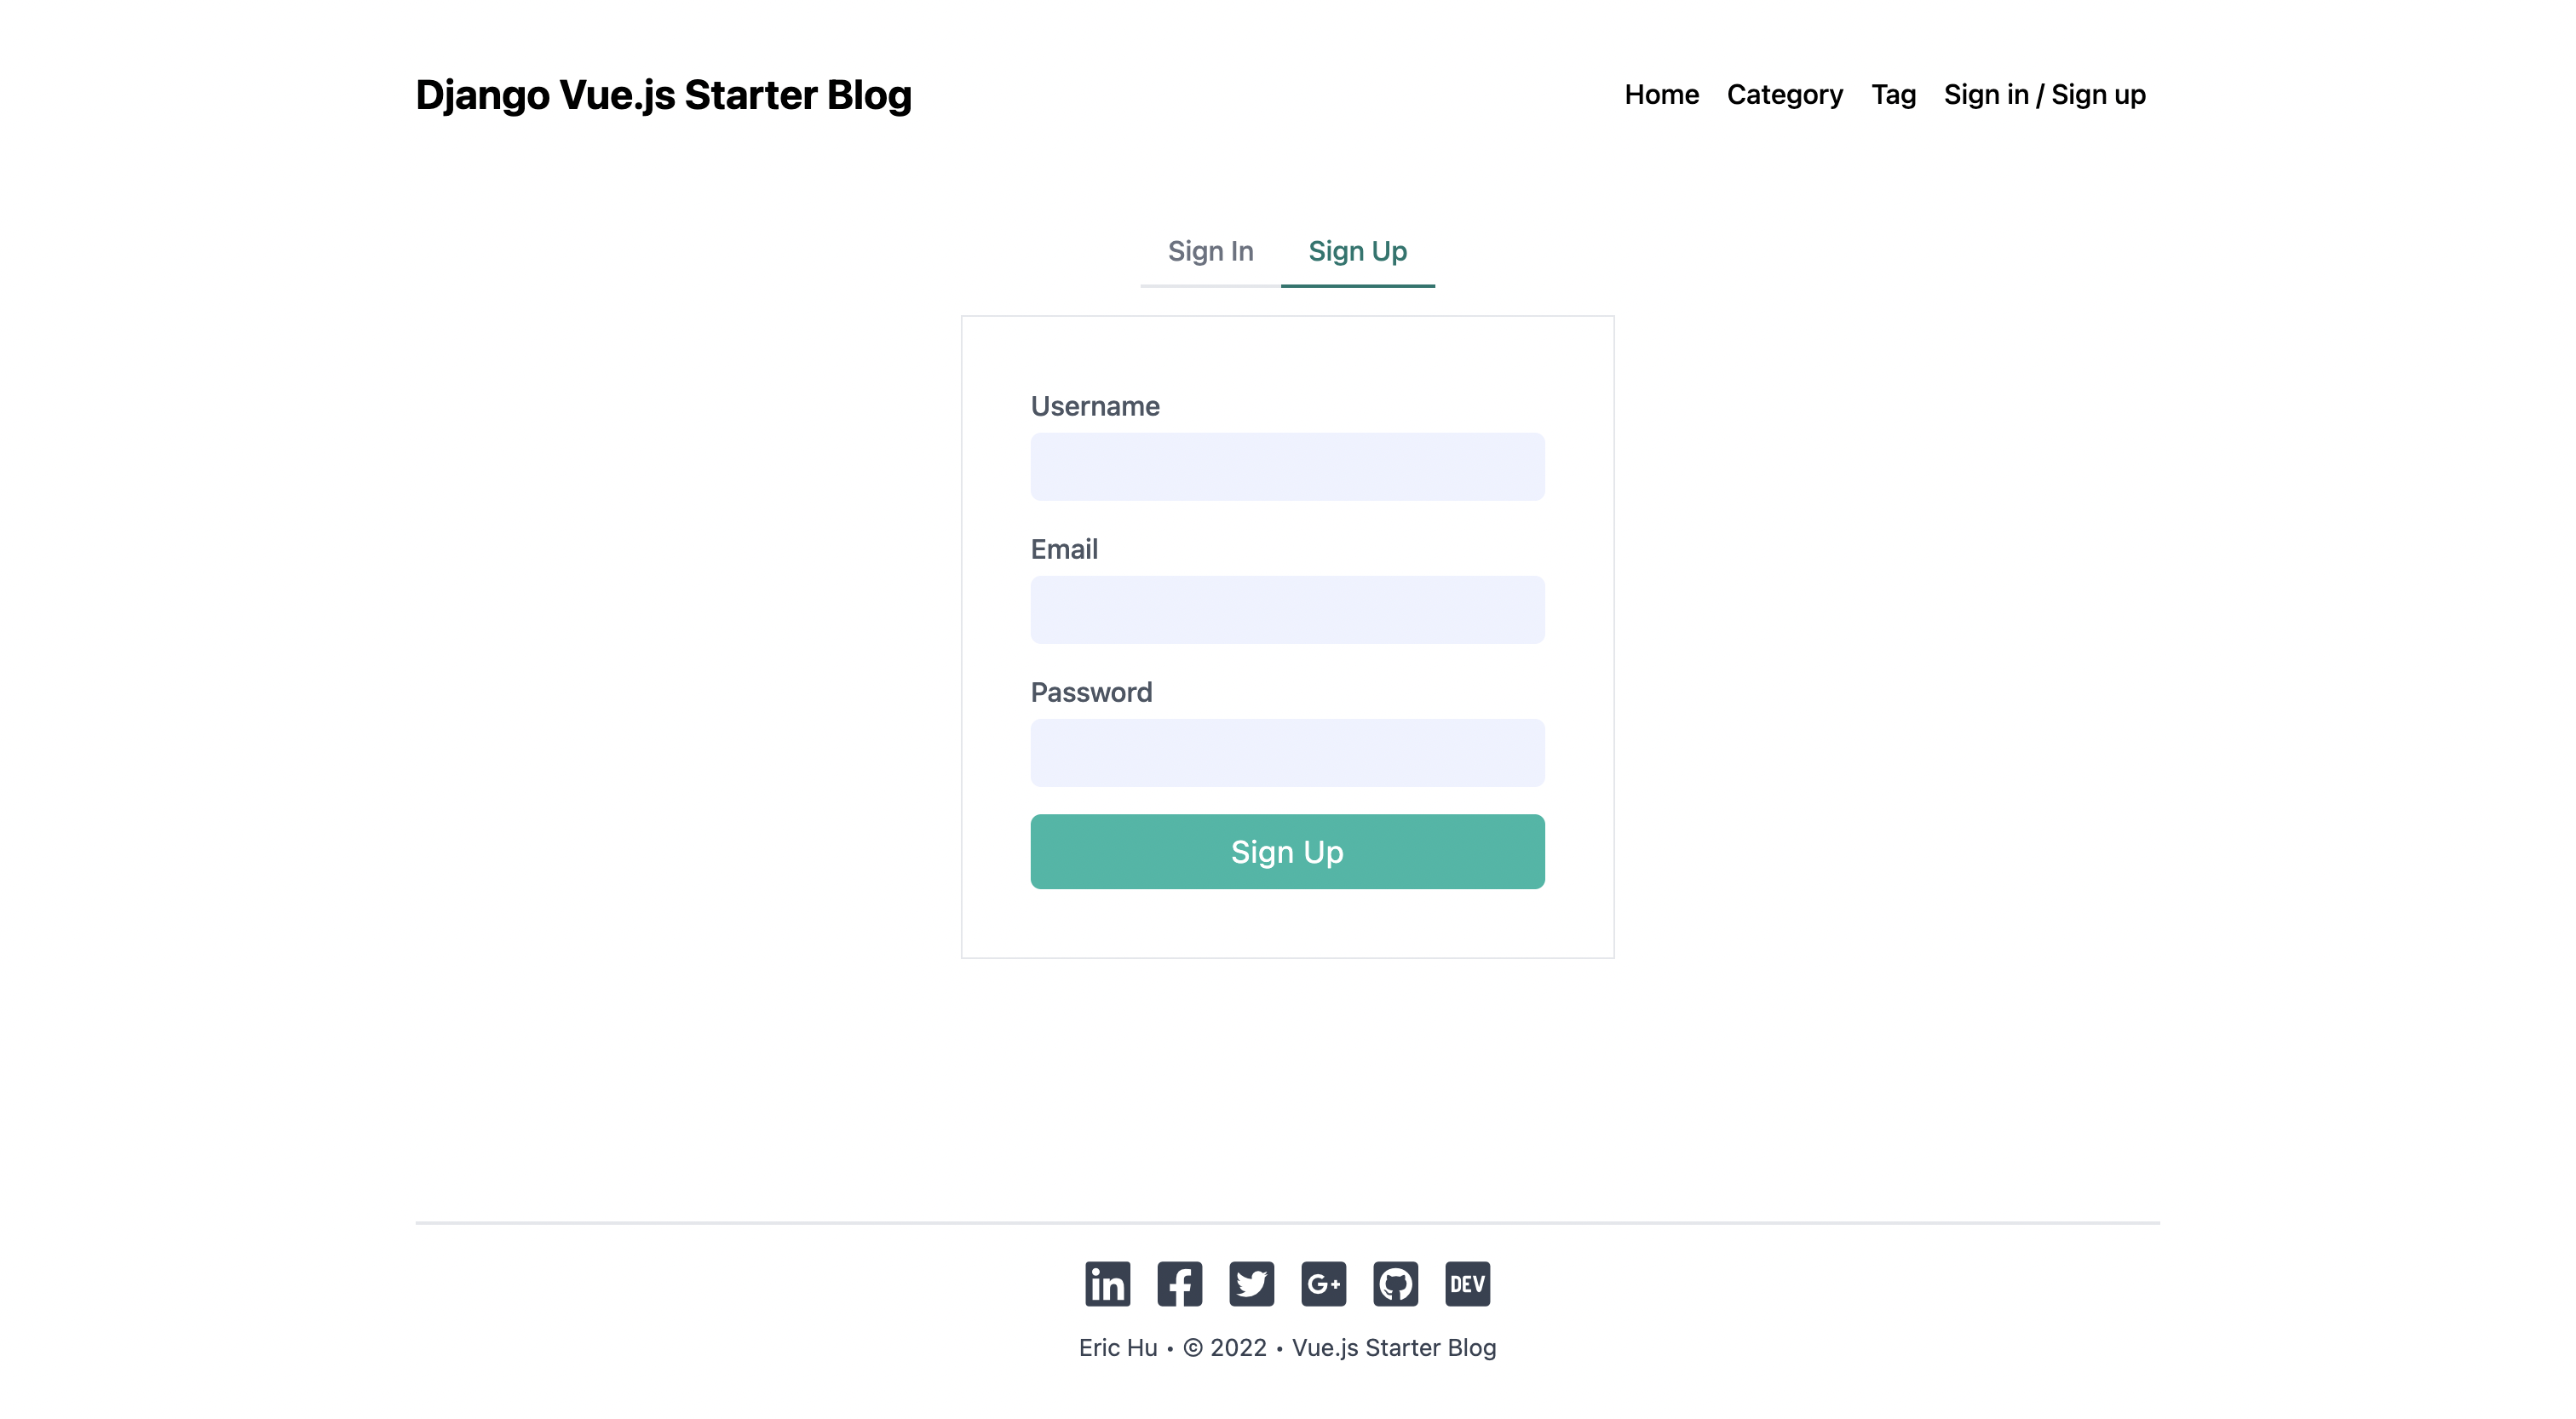 Django Vue.js Starter Blog
Home Category Tag Sign in / Sign up
Sign In Sign Up
Username
Email
Password
Sign Up
in f G+ DEV
Eric Hu • © 2022 • Vue.js Starter Blog